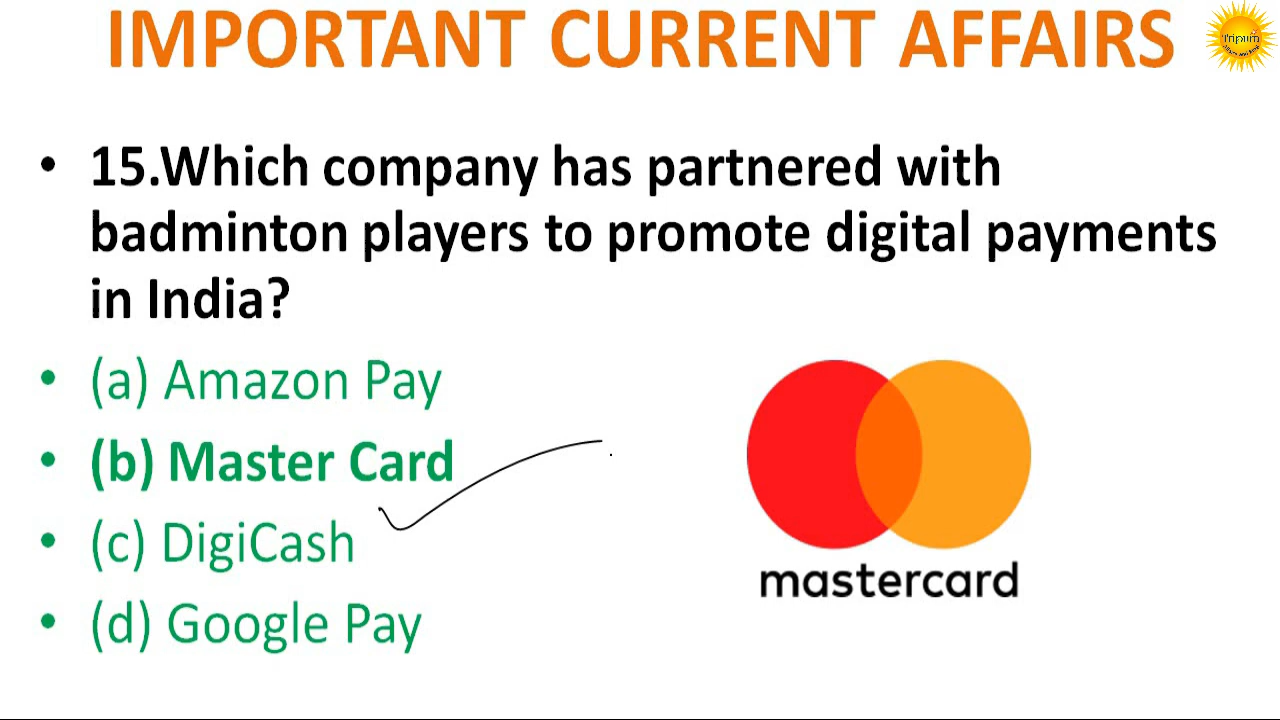 IMPORTANT CURRENT AFFAIRS
• 15.Which company has partnered with
badminton players to promote digital payments
in India?
• (a) Amazon Pay
• (b) Master Card
• (c) DigiCash
• (d) Google Pay
mastercard